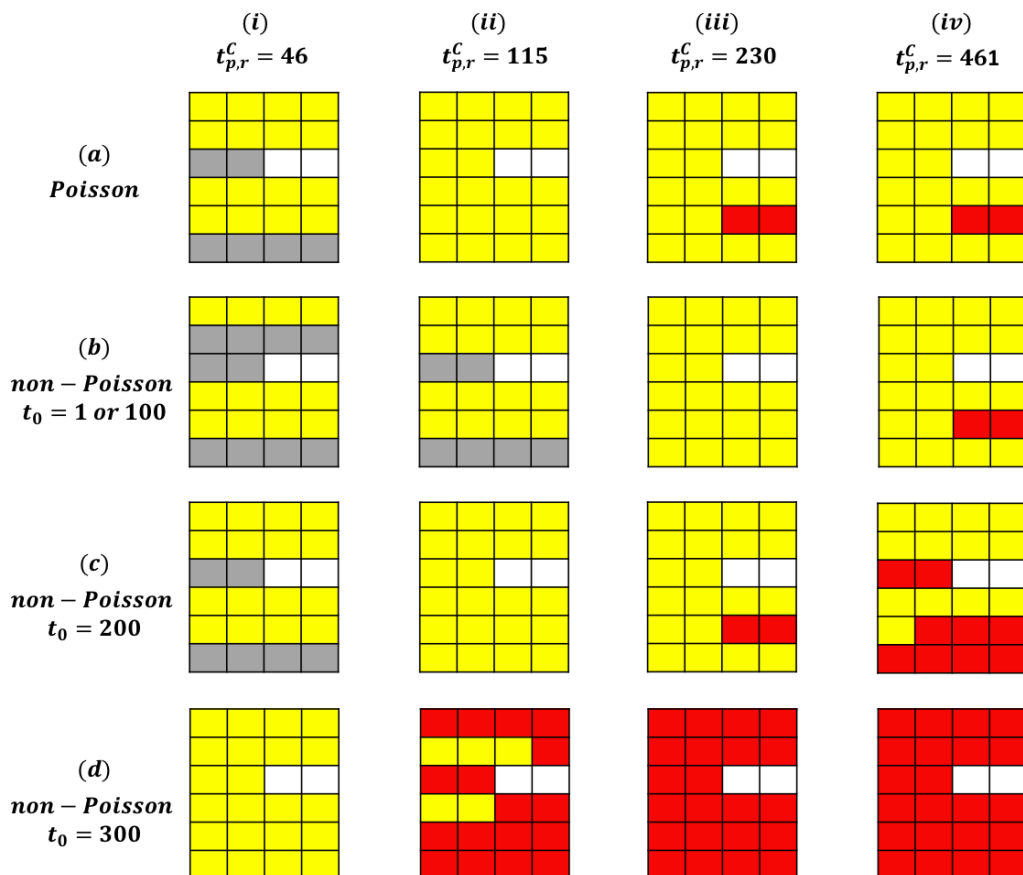 (i) (ii) (iii) (iv)
t^C_{p,r} = 46 t^C_{p,r} = 115 t^C_{p,r} = 230 t^C_{p,r} = 461
(a)
Poisson
(b)
non − Poisson
t_0 = 1 or 100
(c)
non − Poisson
t_0 = 200
(d)
non − Poisson
t_0 = 300